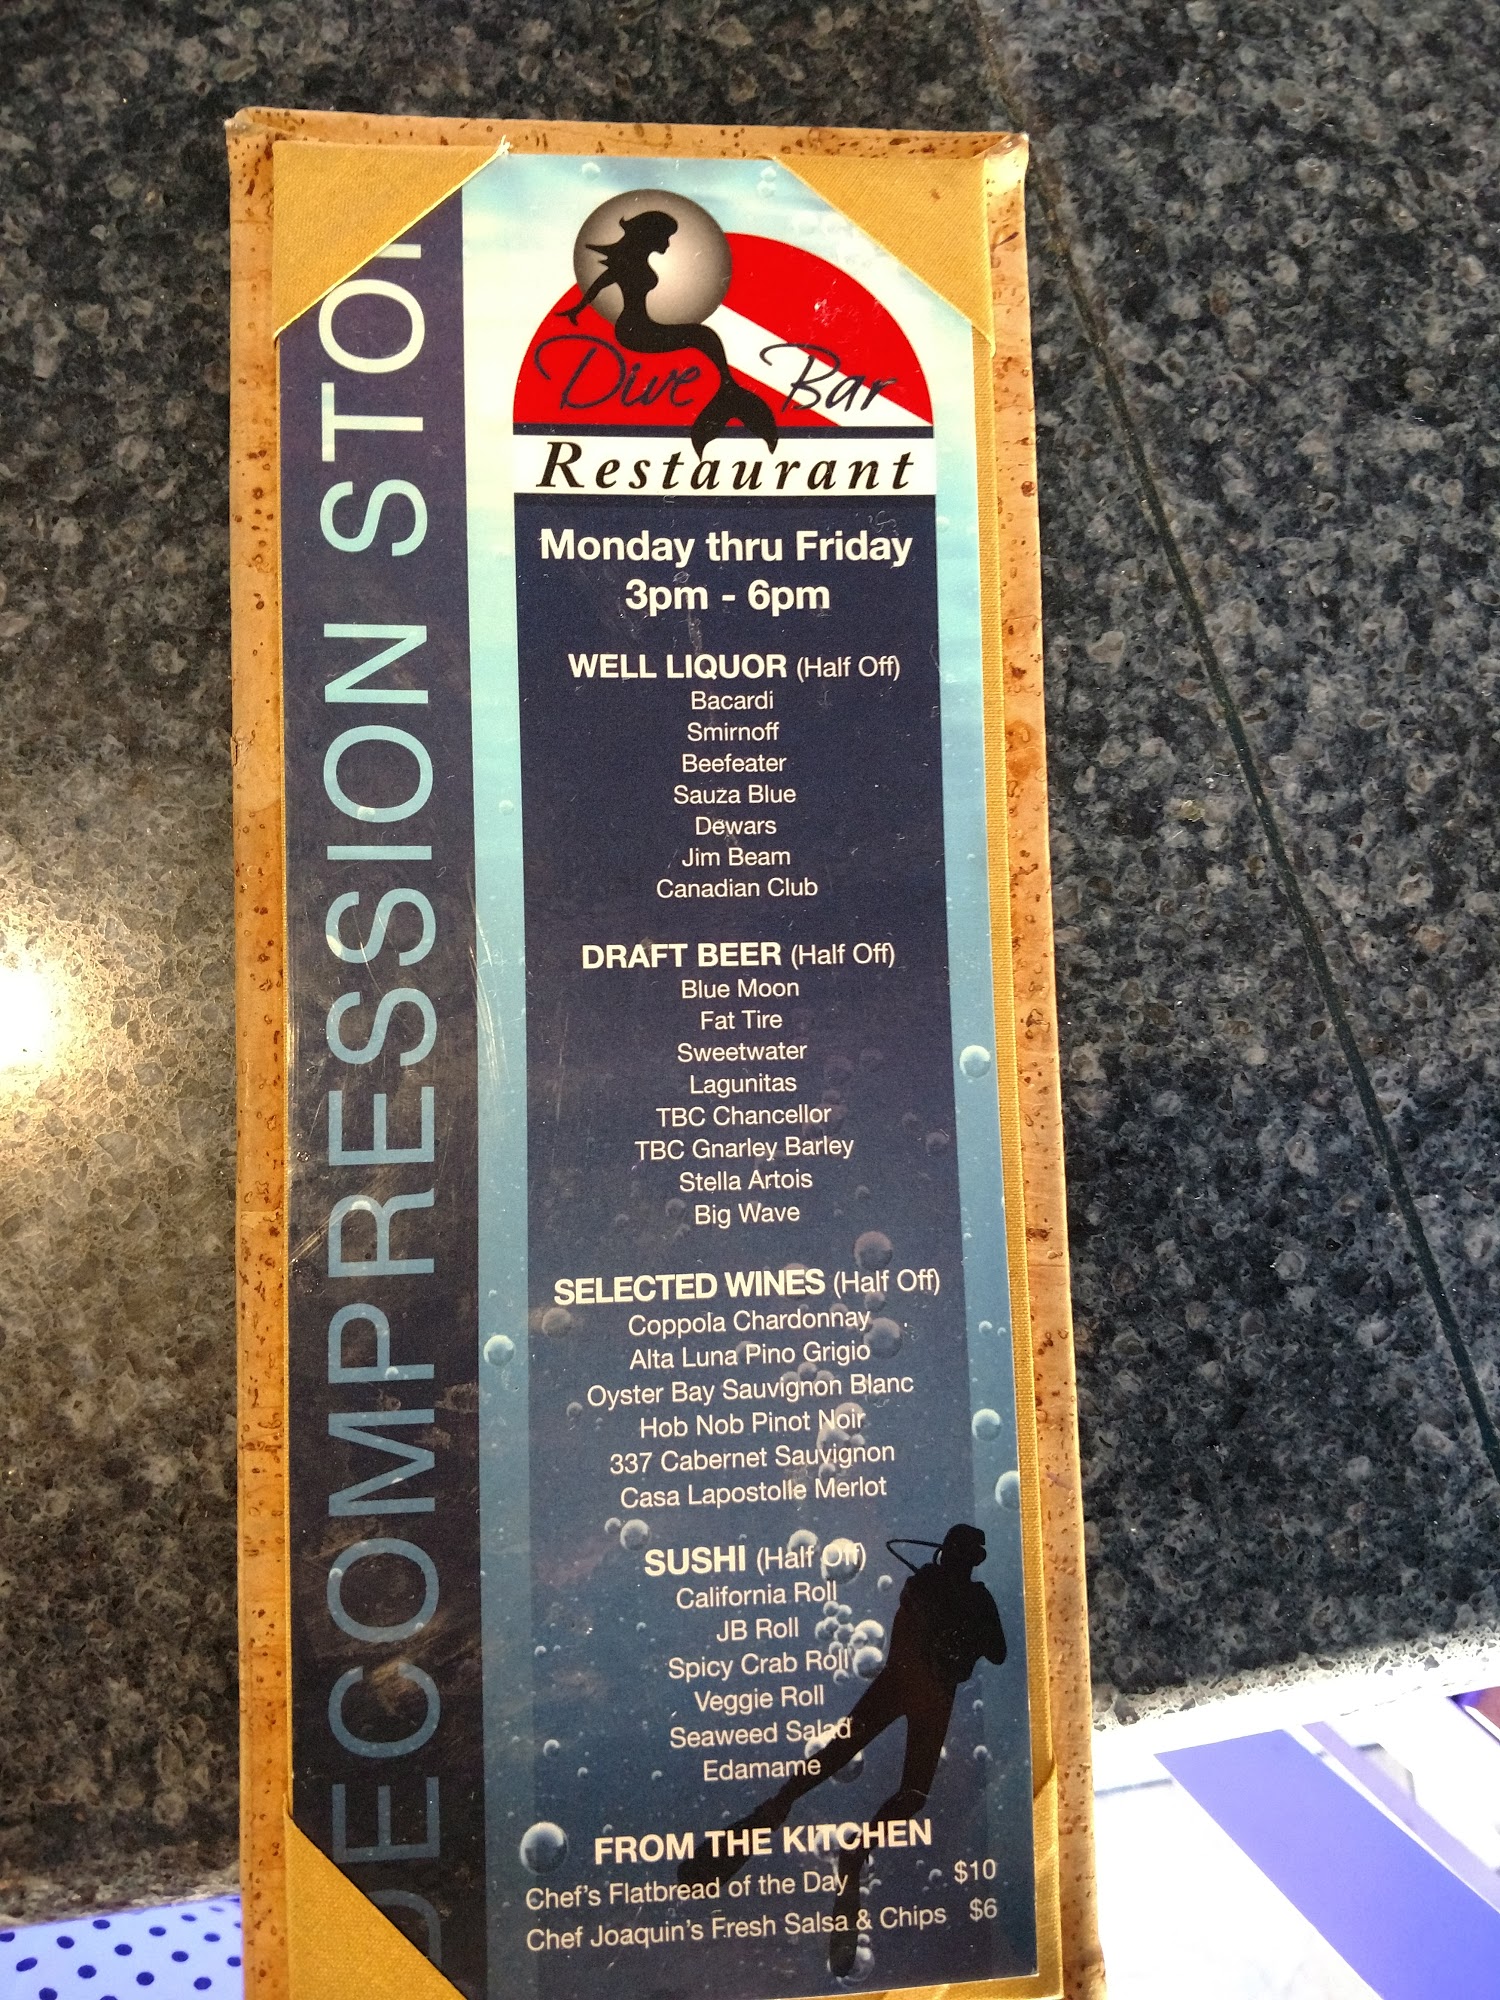 DECOMPRESSION STOP
Dive Bar
Restaurant
Monday thru Friday
3pm - 6pm
WELL LIQUOR (Half Off)
Bacardi
Smirnoff
Beefeater
Sauza Blue
Dewars
Jim Beam
Canadian Club
DRAFT BEER (Half Off)
Blue Moon
Fat Tire
Sweetwater
Lagunitas
TBC Chancellor
TBC Gnarley Barley
Stella Artois
Big Wave
SELECTED WINES (Half Off)
Coppola Chardonnay
Alta Luna Pino Grigio
Oyster Bay Sauvignon Blanc
Hob Nob Pinot Noir
337 Cabernet Sauvignon
Casa Lapostolle Merlot
SUSHI (Half Off)
California Roll
JB Roll
Spicy Crab Roll
Veggie Roll
Seaweed Salad
Edamame
FROM THE KITCHEN
Chef's Flatbread of the Day $10
Chef Joaquin's Fresh Salsa & Chips $6